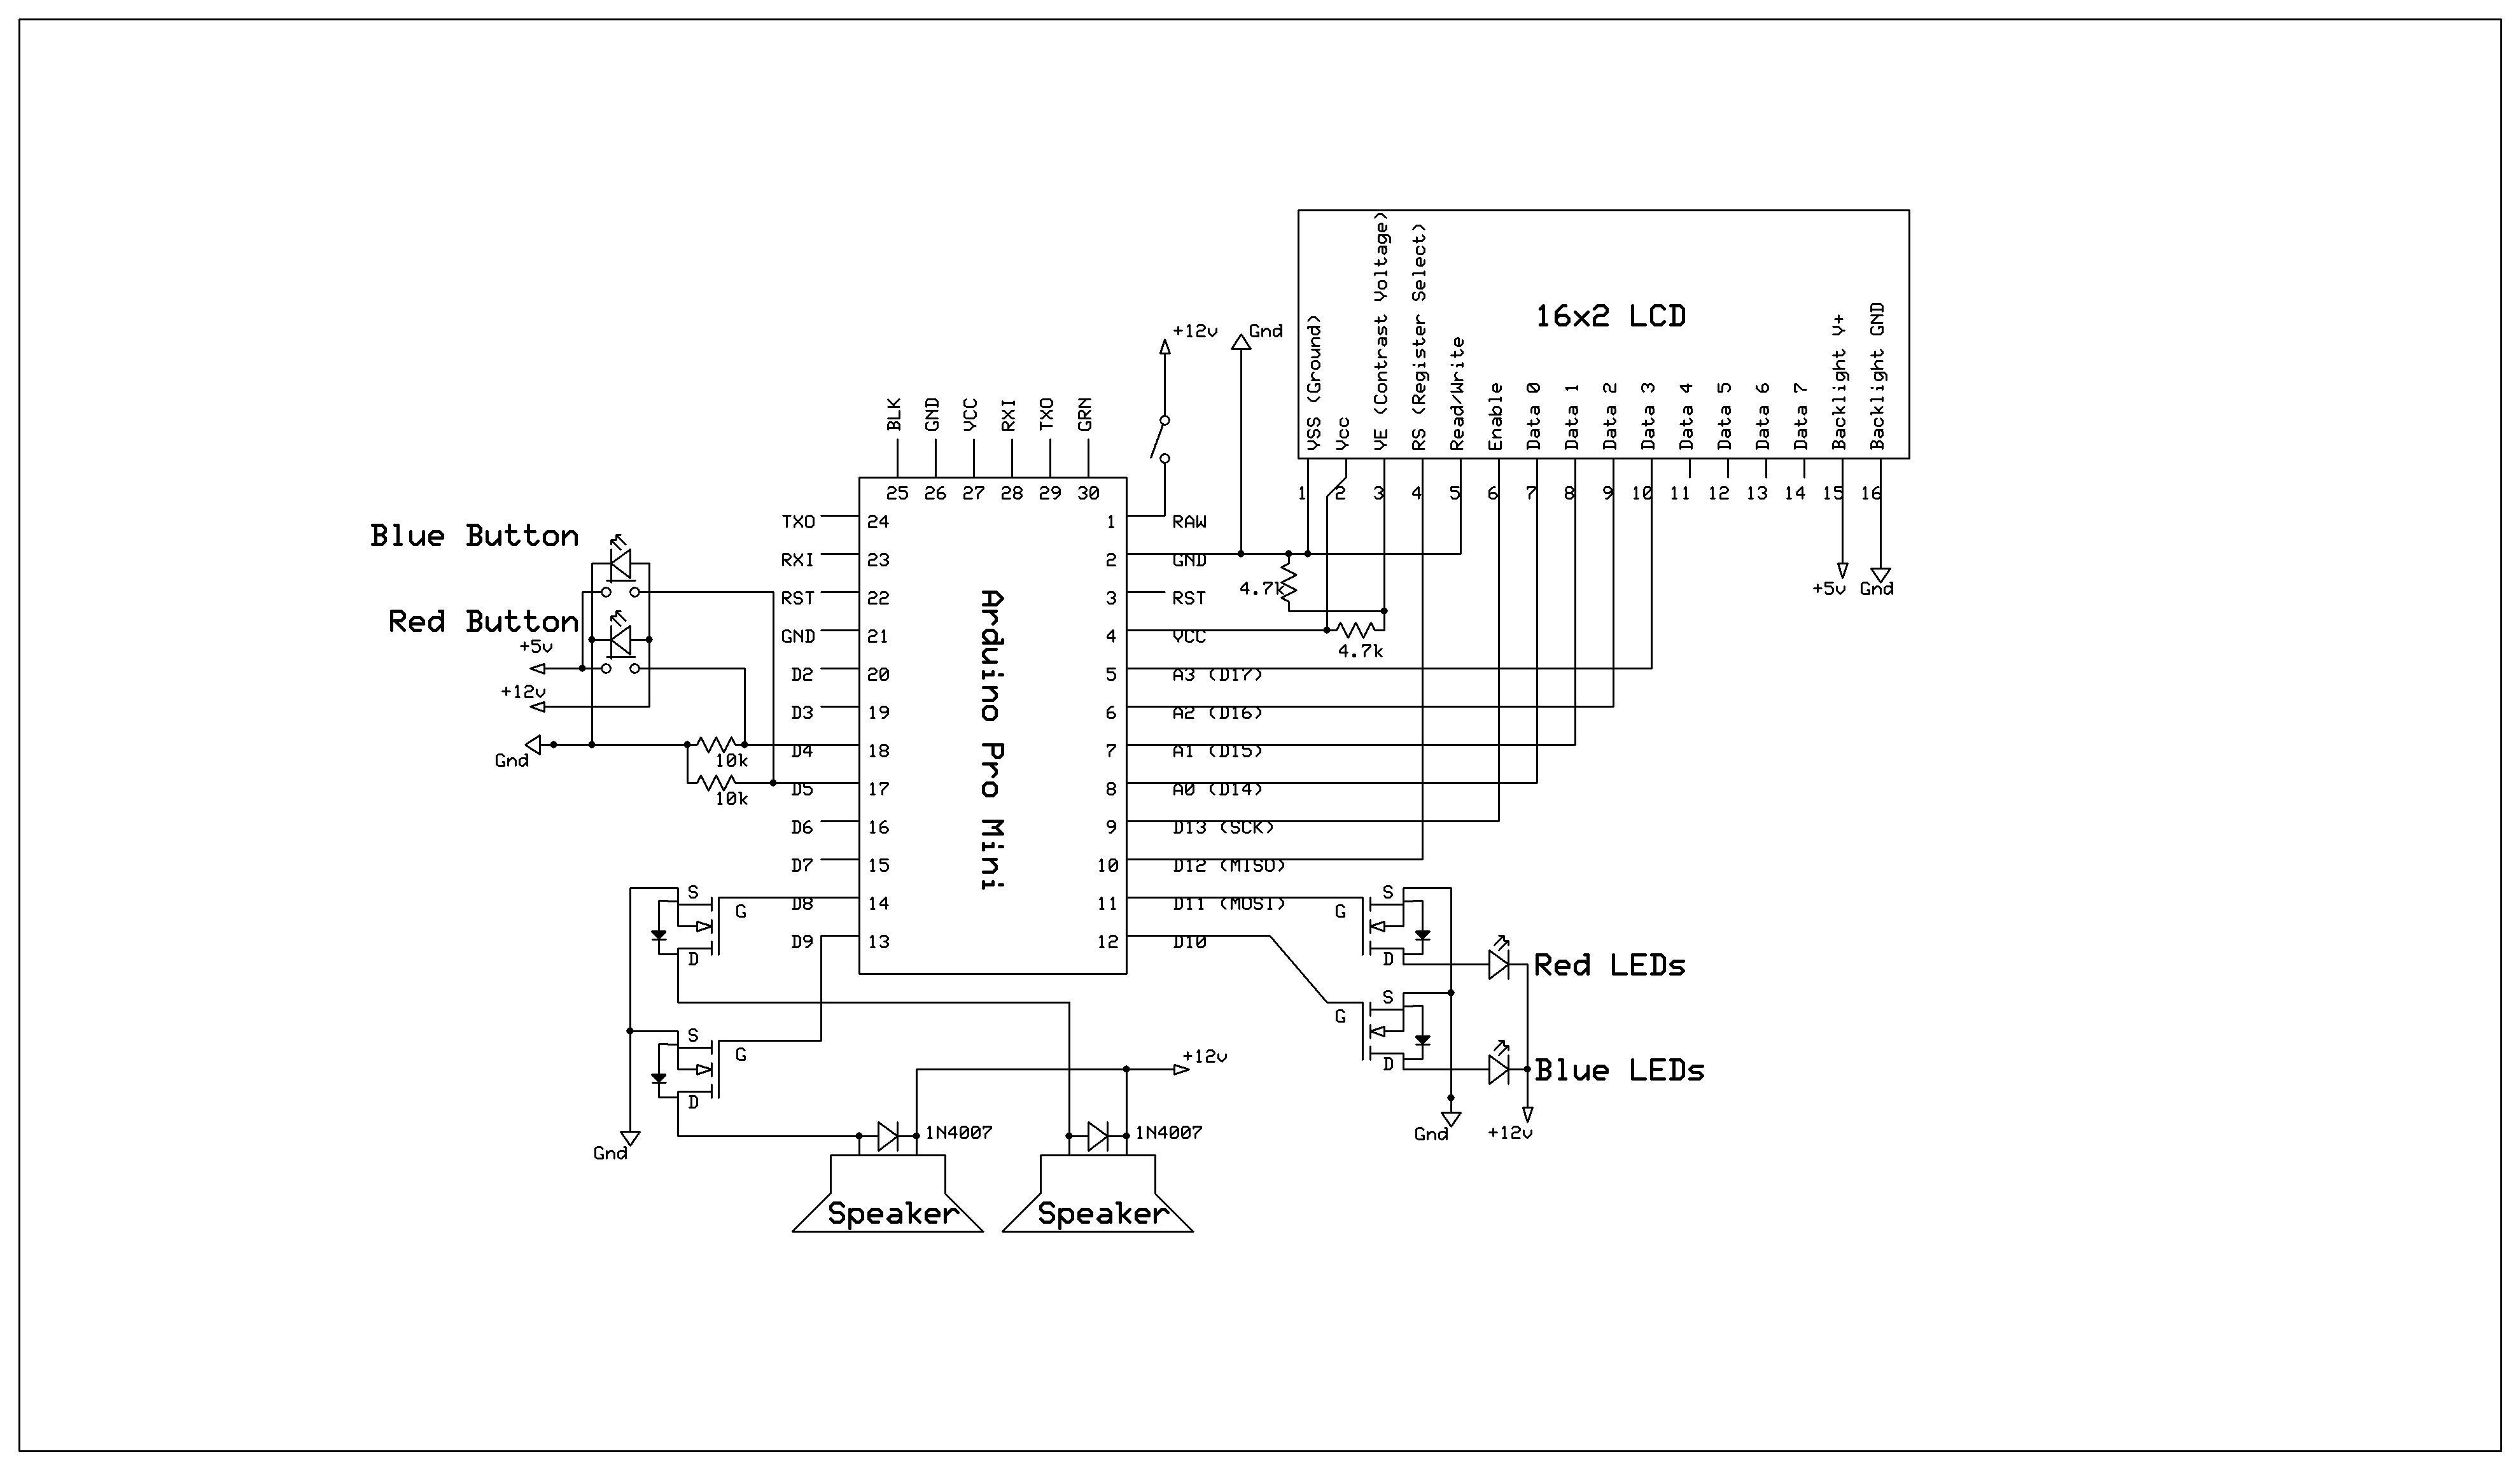 Blue Button
Red Button
+5v
+12v
Gnd
10k
10k
BLK
GND
VCC
RXI
TXO
GRN
25
26
27
28
29
30
TXO
24
RXI
23
RST
22
GND
21
D2
20
D3
19
D4
18
D5
17
D6
16
D7
15
D8
14
D9
13
Arduino Pro Mini
1
RAW
2
GND
3
RST
4
VCC
5
A3 (D17)
6
A2 (D16)
7
A1 (D15)
8
A0 (D14)
9
D13 (SCK)
10
D12 (MISO)
11
D11 (MOSI)
12
D10
+12v
Gnd
4.7k
4.7k
16x2 LCD
VSS (Ground)
Vcc
VE (Contrast Voltage)
RS (Register Select)
Read/Write
Enable
Data 0
Data 1
Data 2
Data 3
Data 4
Data 5
Data 6
Data 7
Backlight V+
Backlight GND
1
2
3
4
5
6
7
8
9
10
11
12
13
14
15
16
+5v
Gnd
S
G
D
S
G
D
Gnd
S
G
D
Red LEDs
S
G
D
Blue LEDs
Gnd
+12v
+12v
1N4007
1N4007
Speaker
Speaker